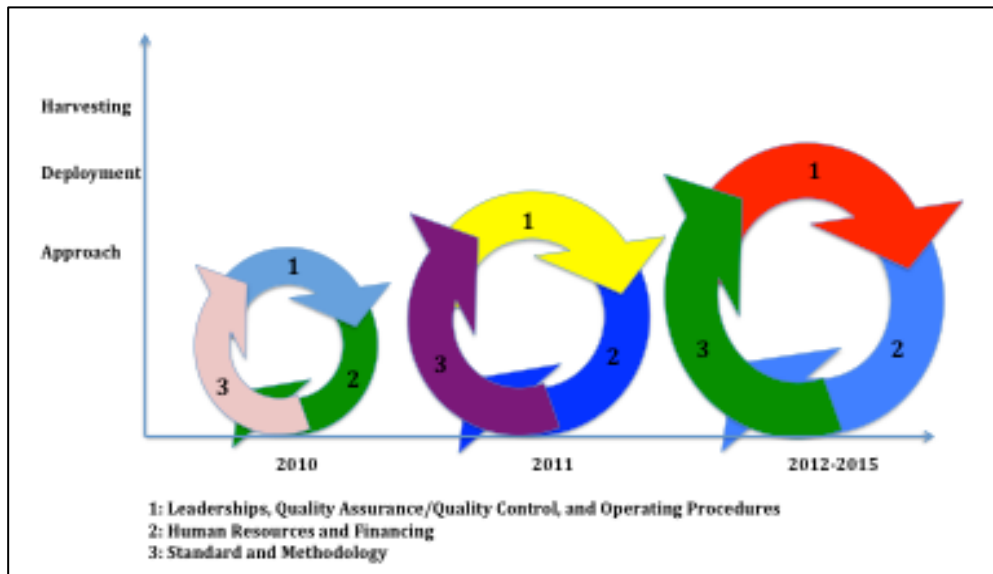 Harvesting
Deployment
Approach
1
2
3
1
2
3
1
2
3
2010
2011
2012-2015
1: Leaderships, Quality Assurance/Quality Control, and Operating Procedures
2: Human Resources and Financing
3: Standard and Methodology